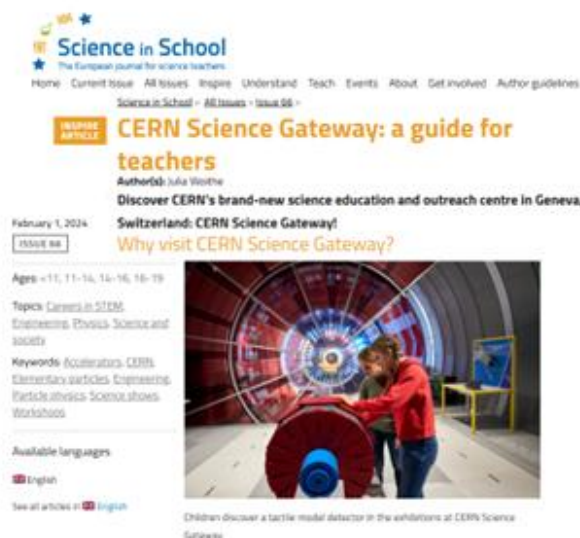 Science in School
The European journal for science teachers
Home Current Issue All Issues Inspire Understand Teach Events About Get involved Author guidelines
Science in School > All Issues > Issue 66 >
INSPIRE
ARTICLE
CERN Science Gateway: a guide for
teachers
Author(s): Julia Woithe
Discover CERN's brand-new science education and outreach centre in Geneva,
Switzerland: CERN Science Gateway!
Why visit CERN Science Gateway?
February 1, 2024
ISSUE 66
Ages: <11, 11-14, 14-16, 16-19
Topics: Careers in STEM,
Engineering, Physics, Science and
society
Keywords: Accelerators, CERN,
Elementary particles, Engineering,
Particle physics, Science shows,
Workshops
Available languages
English
See all articles in English
Children discover a tactile model detector in the exhibitions at CERN Science
Gateway.